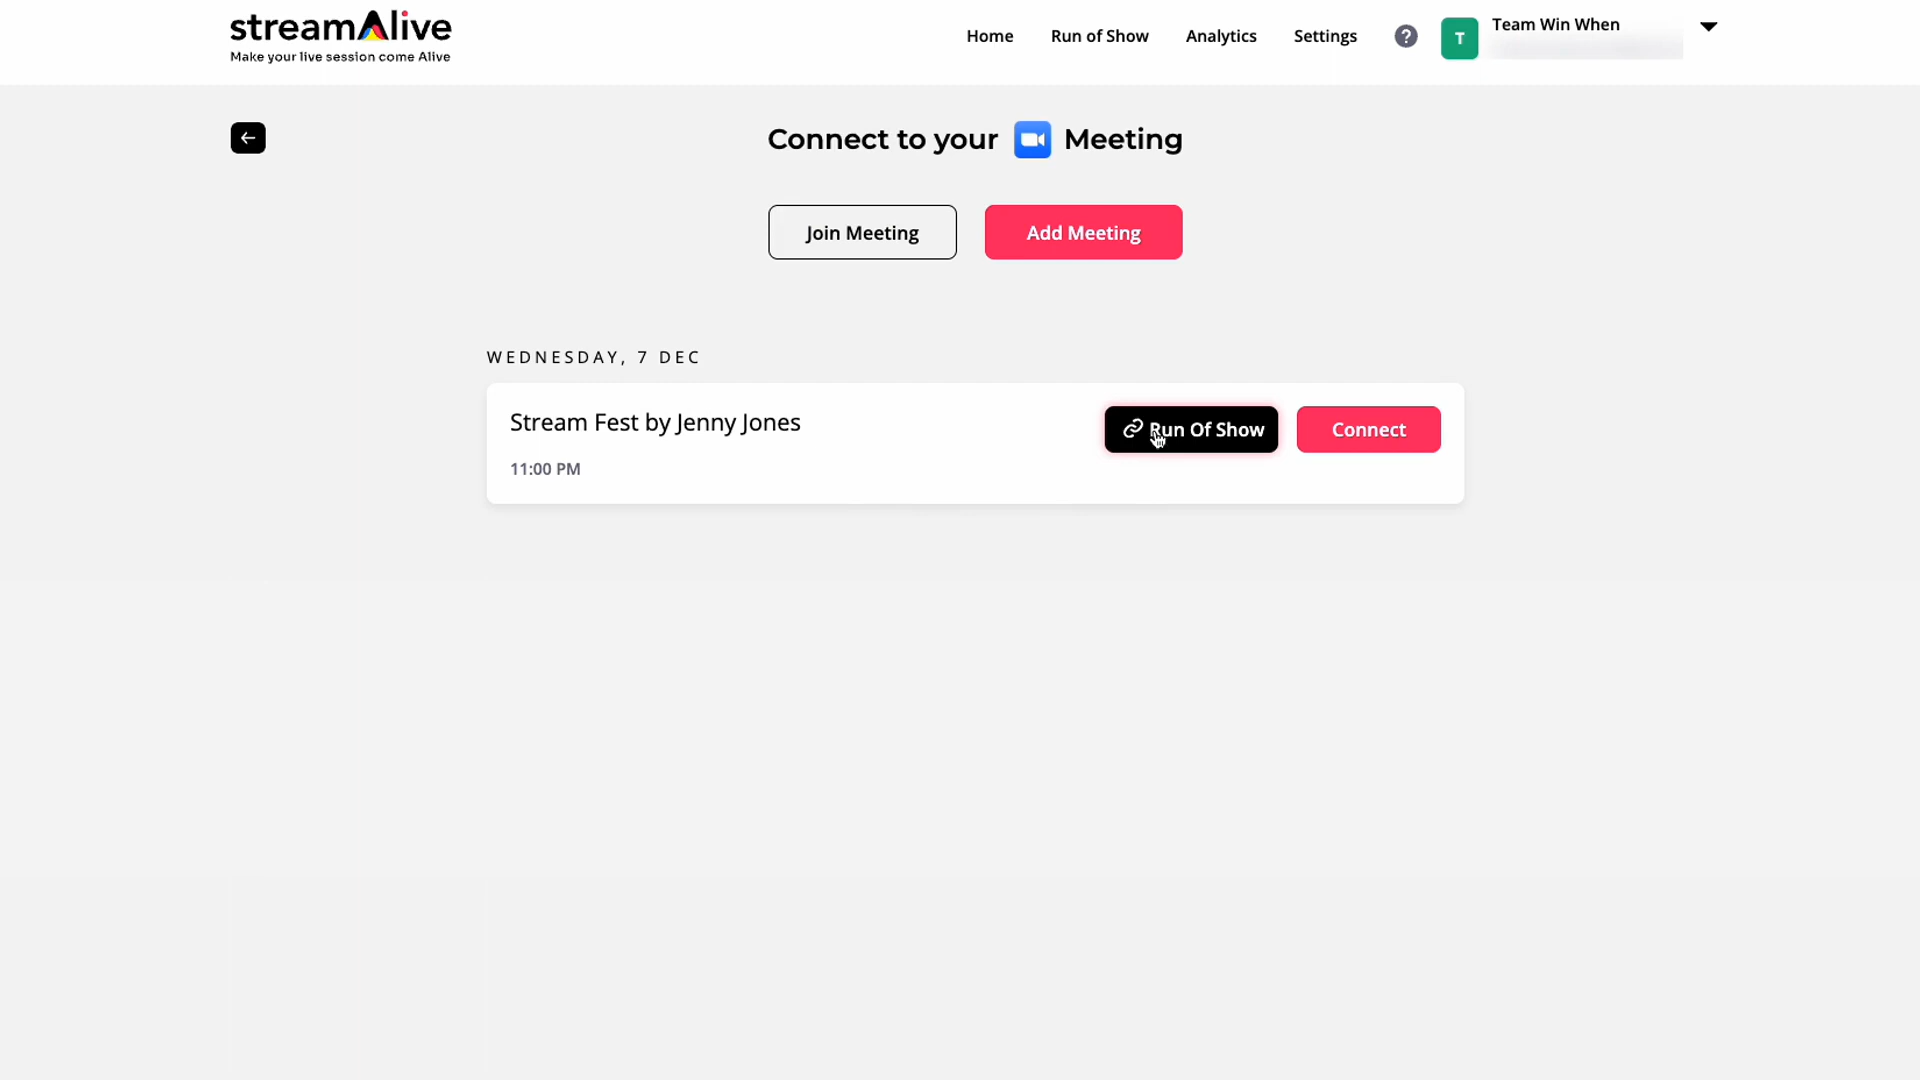 streamAlive
Make your live session come Alive
Home
Run of Show
Analytics
Settings
?
T
Team Win When
Connect to your Meeting
Join Meeting
Add Meeting
WEDNESDAY, 7 DEC
Stream Fest by Jenny Jones
Run Of Show
Connect
11:00 PM